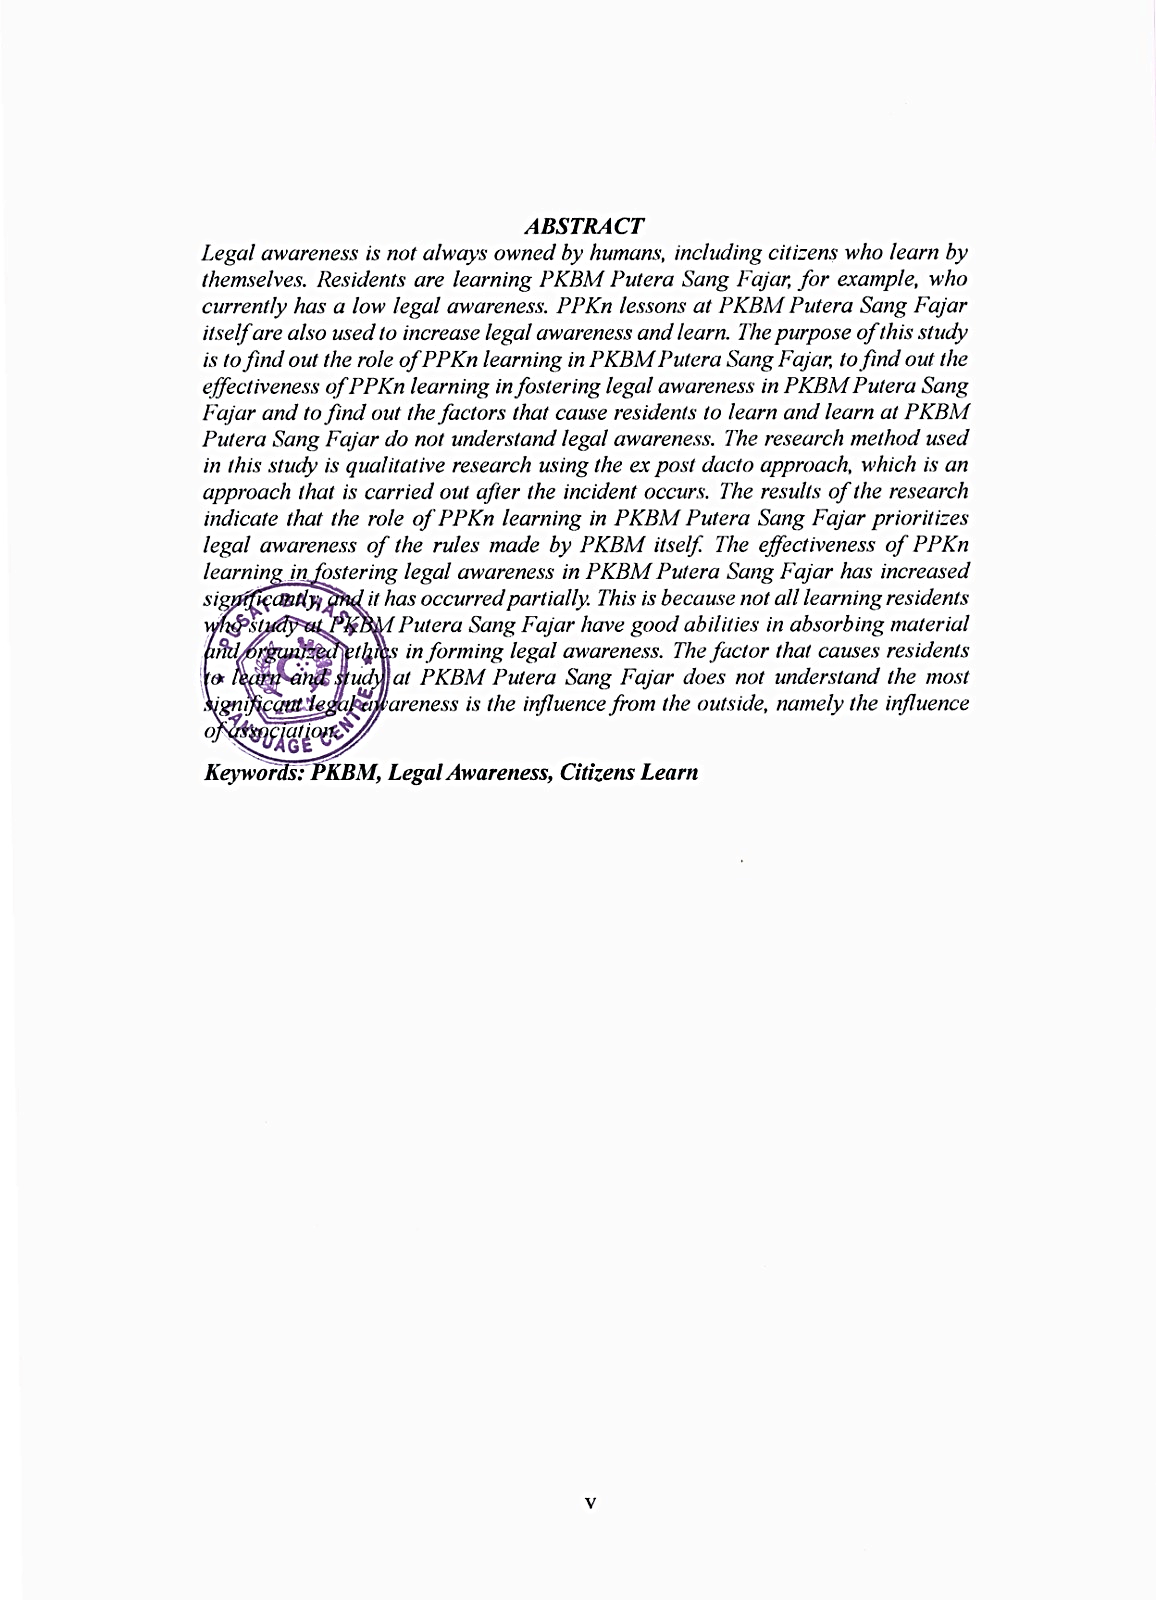 ABSTRACT
Legal awareness is not always owned by humans, including citizens who learn by
themselves. Residents are learning PKBM Putera Sang Fajar, for example, who
currently has a low legal awareness. PPKn lessons at PKBM Putera Sang Fajar
itself are also used to increase legal awareness and learn. The purpose of this study
is to find out the role of PPKn learning in PKBM Putera Sang Fajar, to find out the
effectiveness of PPKn learning in fostering legal awareness in PKBM Putera Sang
Fajar and to find out the factors that cause residents to learn and learn at PKBM
Putera Sang Fajar do not understand legal awareness. The research method used
in this study is qualitative research using the ex post dacto approach, which is an
approach that is carried out after the incident occurs. The results of the research
indicate that the role of PPKn learning in PKBM Putera Sang Fajar prioritizes
legal awareness of the rules made by PKBM itself. The effectiveness of PPKn
learning in fostering legal awareness in PKBM Putera Sang Fajar has increased
significantly, and it has occurred partially. This is because not all learning residents
who study at PKBM Putera Sang Fajar have good abilities in absorbing material
and organized ethics in forming legal awareness. The factor that causes residents
to learn and study at PKBM Putera Sang Fajar does not understand the most
significant legal awareness is the influence from the outside, namely the influence
of association.
PUSAT BAHASA
LANGUAGE CENTRE
Keywords: PKBM, Legal Awareness, Citizens Learn
v